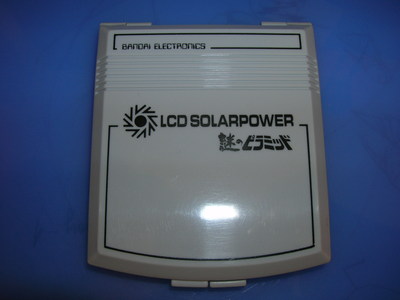 BANDAI ELECTRONICS
LCD SOLARPOWER
謎のピラミッド